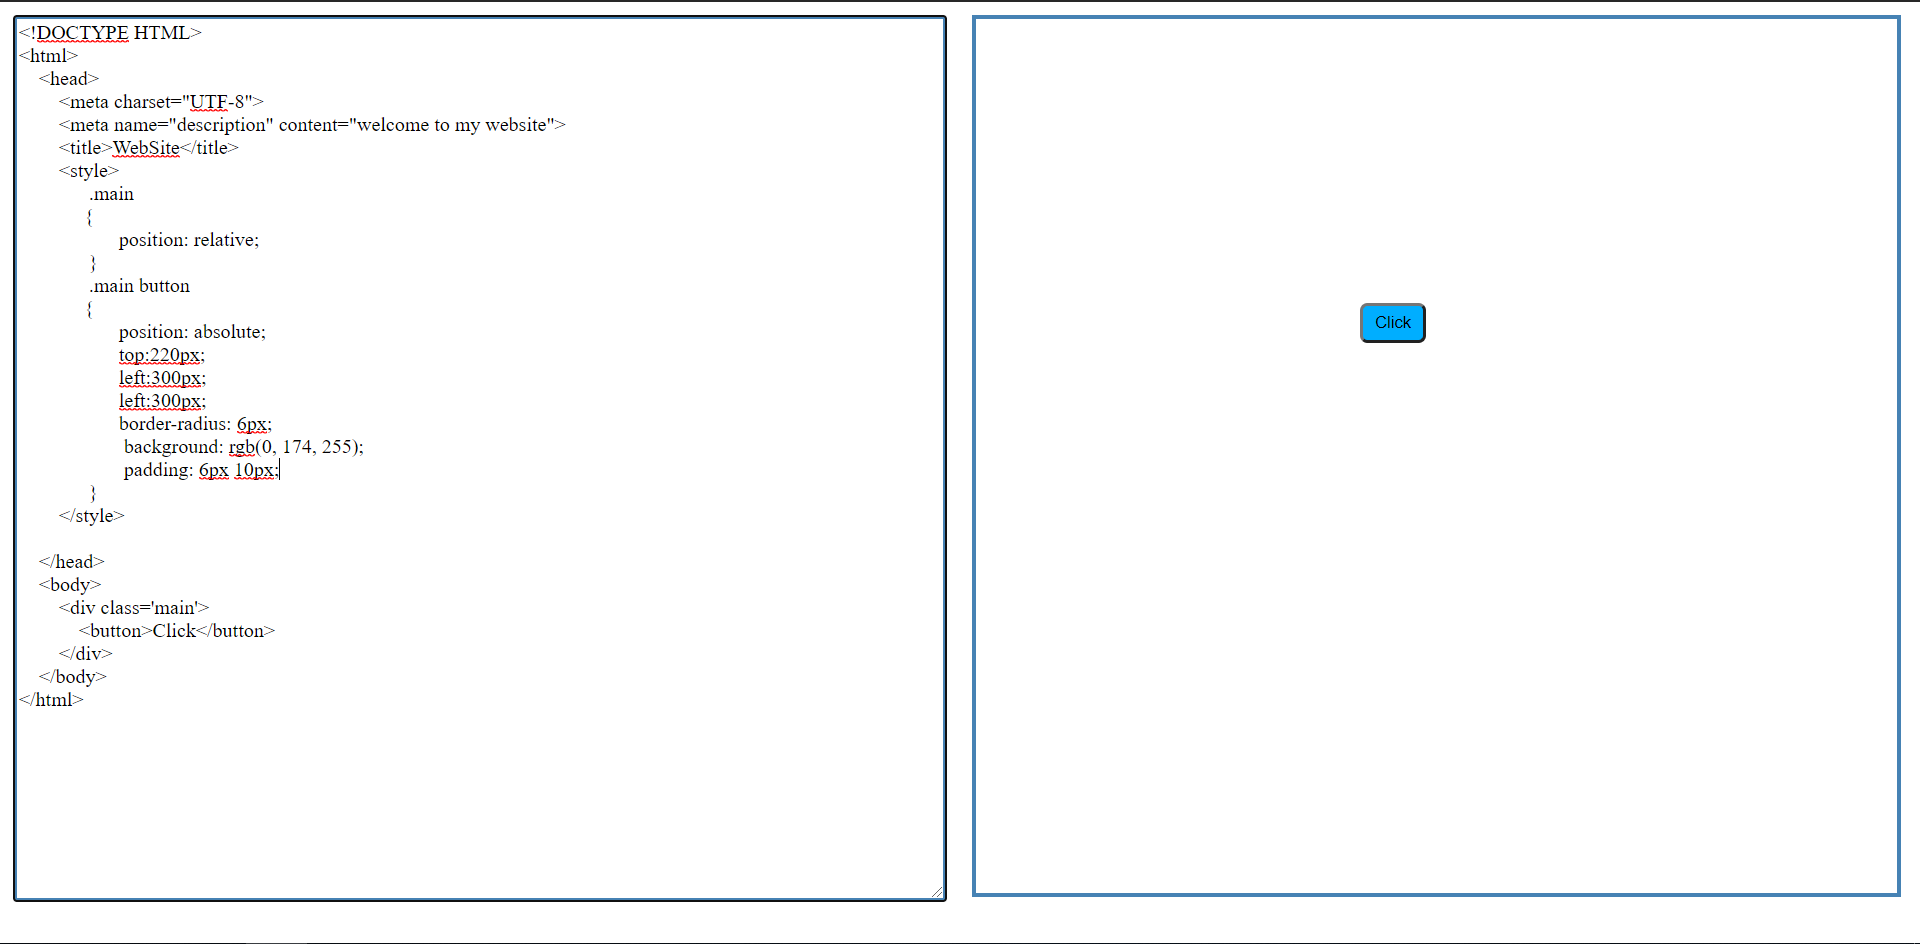 <!DOCTYPE HTML>
<html>
<head>
<meta charset="UTF-8">
<meta name="description" content="welcome to my website">
<title>WebSite</title>
<style>
.main
{
position: relative;
}
.main button
{
position: absolute;
top:220px;
left:300px;
left:300px;
border-radius: 6px;
background: rgb(0, 174, 255);
padding: 6px 10px;
}
</style>
</head>
<body>
<div class='main'>
<button>Click</button>
</div>
</body>
</html>
Click